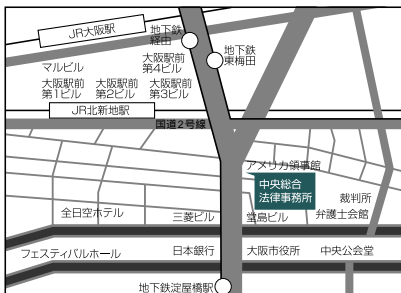 JR大阪駅
地下鉄
経田
地下鉄
東梅田
マルビル
大阪駅前
第4ビル
大阪駅前
第1ビル
大阪駅前
第2ビル
大阪駅前
第3ビル
JR北新地駅
国道2号線
アメリカ領事館
中央総合
法律事務所
裁判所
全日空ホテル
三菱ビル
堂島ビル
弁護士会館
フェスティバルホール
日本銀行
大阪市役所
中央公会堂
地下鉄淀屋橋駅